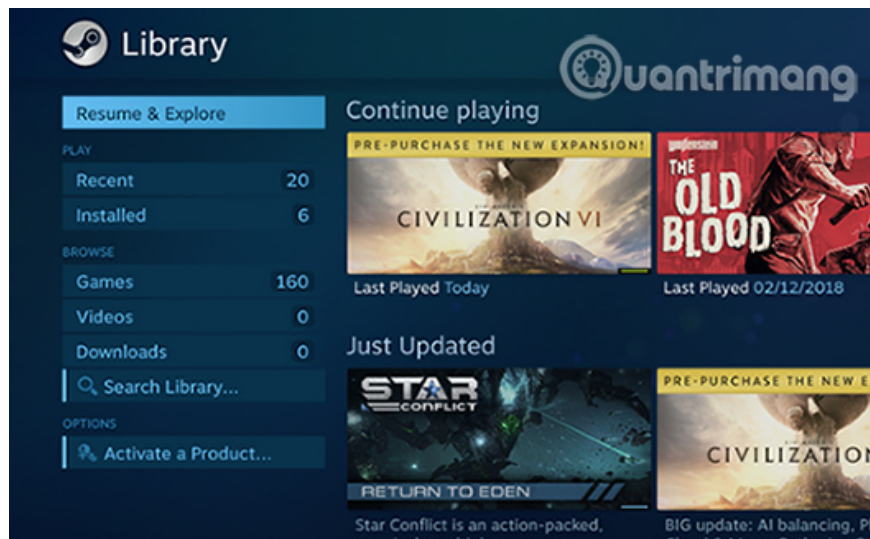 Library
Quantrimang
Resume & Explore
PLAY
Recent 20
Installed 6
BROWSE
Games 160
Videos 0
Downloads 0
Search Library...
OPTIONS
Activate a Product...
Continue playing
PRE-PURCHASE THE NEW EXPANSION!
CIVILIZATION VI
Last Played Today
Wolfenstein
THE
OLD
BLOOD
Last Played 02/12/2018
Just Updated
STAR
CONFLICT
RETURN TO EDEN
Star Conflict is an action-packed,
PRE-PURCHASE THE NEW E
CIVILIZATION
BIG update: AI balancing, Pl